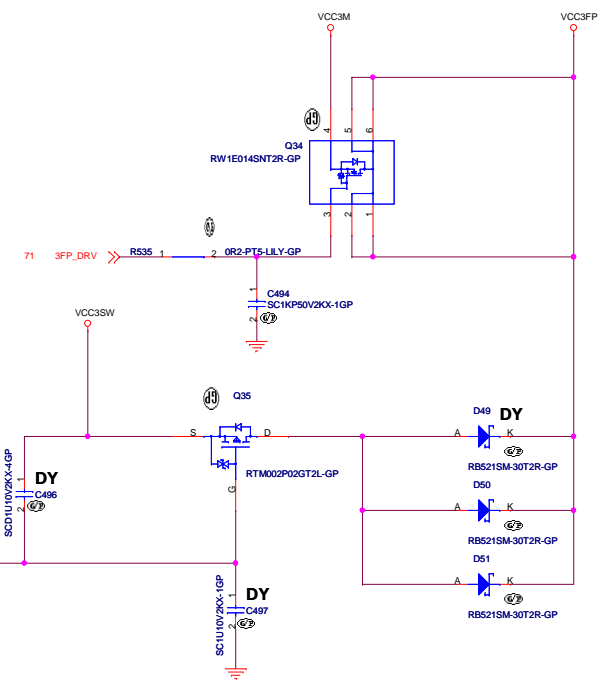 VCC3M
VCC3FP
GP
4
5
6
Q34
RW1E014SNT2R-GP
3
2
1
71
3FP_DRV
R535
1
2
0R2-PT5-LILY-GP
1
C494
SC1KP50V2KX-1GP
2
G/P
VCC3SW
GP
Q35
S
D
RTM002P02GT2L-GP
G
D49
DY
A
K
G/P
RB521SM-30T2R-GP
D50
A
K
G/P
RB521SM-30T2R-GP
D51
A
K
G/P
RB521SM-30T2R-GP
DY
1
C496
2
G/P
SCD1U10V2KX-4GP
DY
1
C497
2
G/P
SC1U10V2KX-1GP